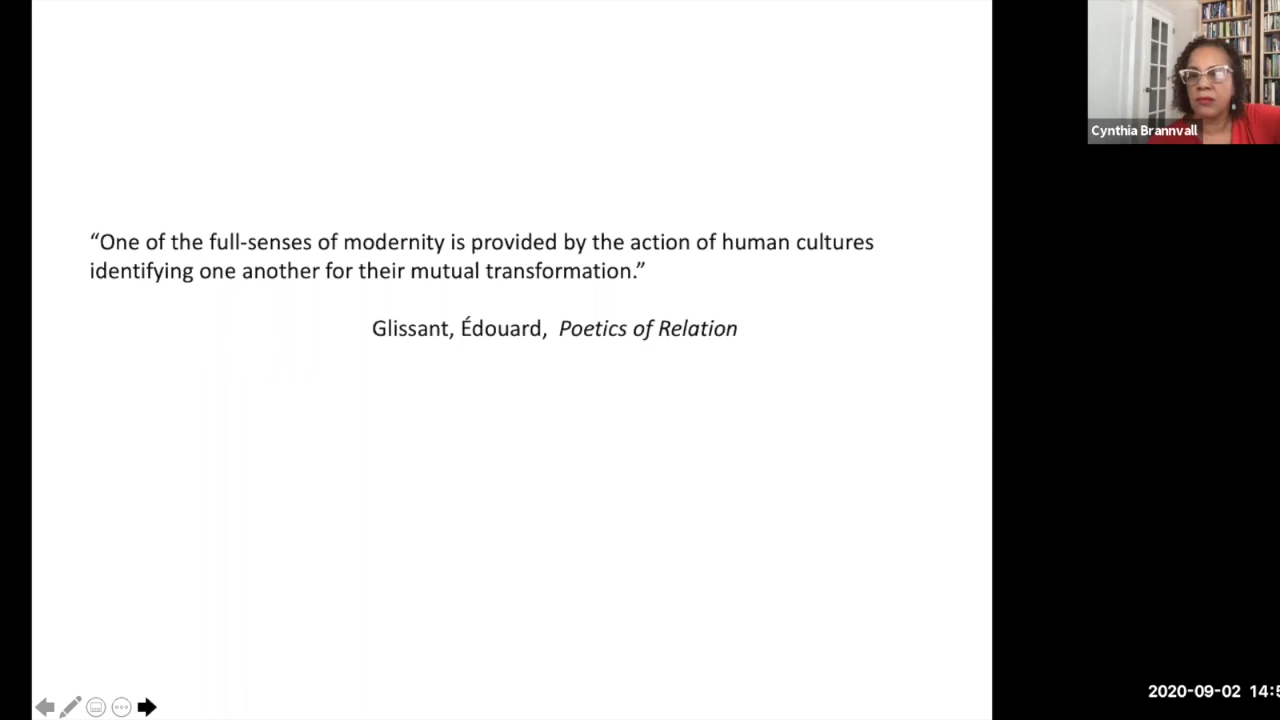 “One of the full-senses of modernity is provided by the action of human cultures
identifying one another for their mutual transformation.”
Glissant, Édouard, Poetics of Relation
Cynthia Brannvall
2020-09-02 14:5